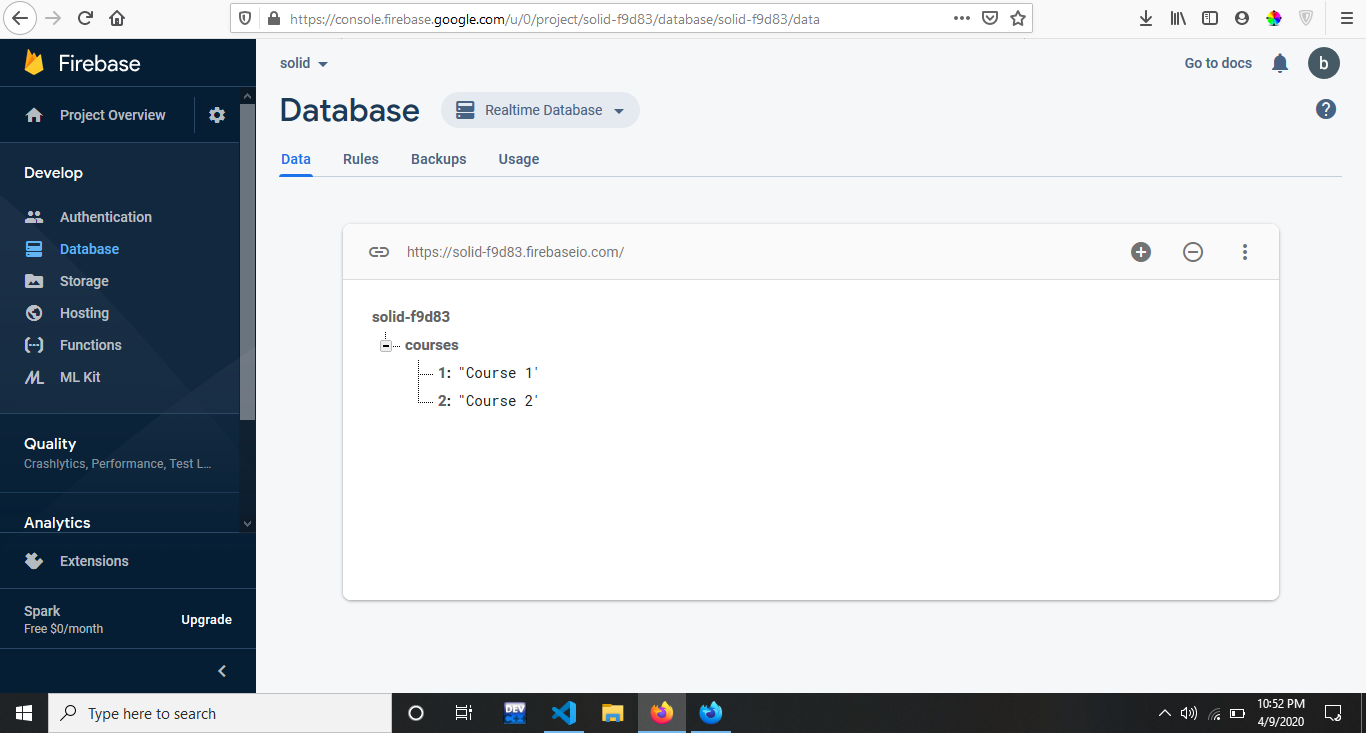 https://console.firebase.google.com/u/0/project/solid-f9d83/database/solid-f9d83/data
Firebase
solid
Go to docs
b
Project Overview
Database
Realtime Database
?
Develop
Data Rules Backups Usage
Authentication
Database
Storage
Hosting
Functions
ML Kit
https://solid-f9d83.firebaseio.com/
solid-f9d83
courses
1: "Course 1"
2: "Course 2"
Quality
Crashlytics, Performance, Test L...
Analytics
Extensions
Spark
Free $0/month
Upgrade
Type here to search
DEV
C++
10:52 PM
4/9/2020